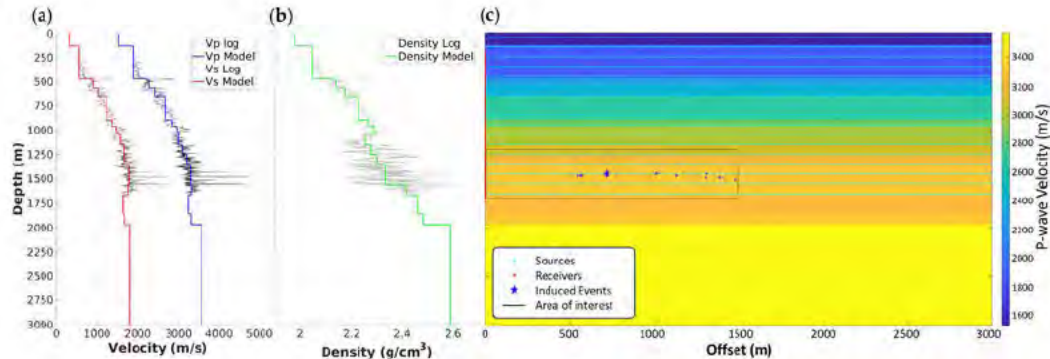 (a)
(b)
(c)
Vp log
Vp Model
Vs Log
Vs Model
Density Log
Density Model
Depth (m)
0
250
500
750
1000
1250
1500
1750
2000
2250
2500
2750
0
1000
2000
3000
4000
5000
Velocity (m/s)
2
2.2
2.4
2.6
Density (g/cm³)
Sources
Receivers
Induced Events
Area of interest
0
500
1000
1500
2000
2500
3000
Offset (m)
3400
3200
3000
2800
2600
2400
2200
2000
1800
1600
P-wave Velocity (m/s)